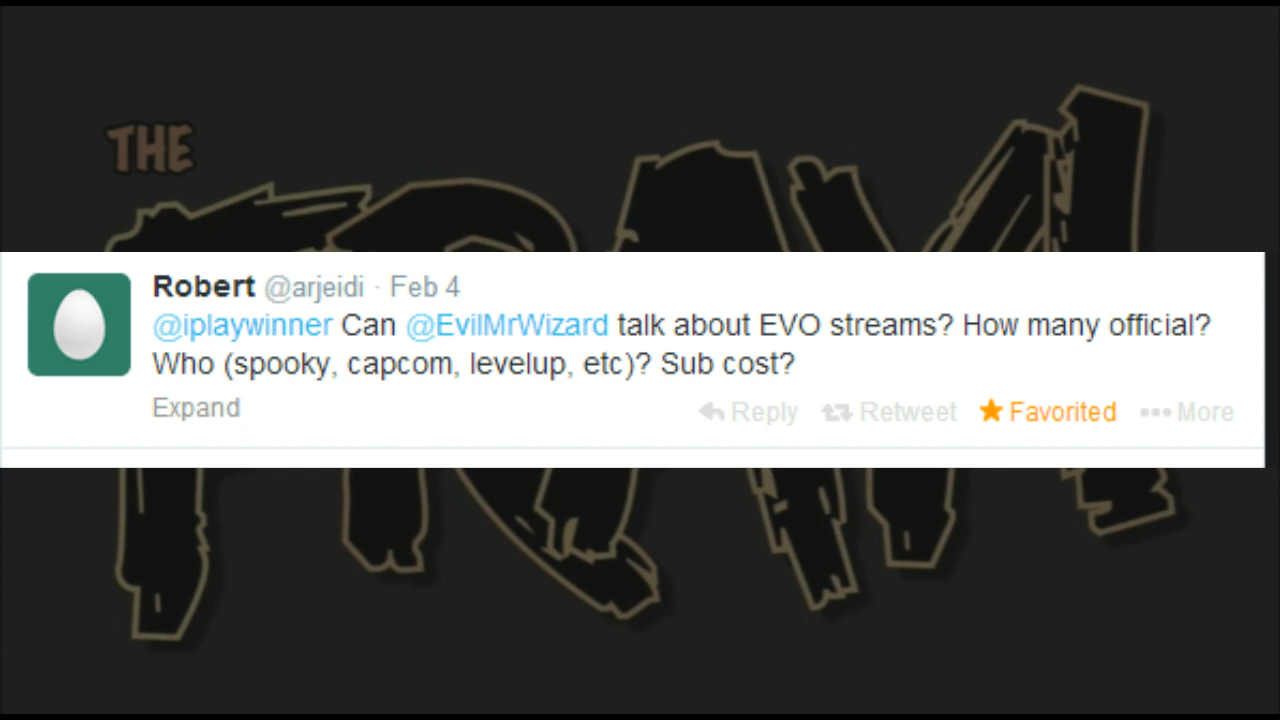 THE
Robert @arjeidi · Feb 4
@iplaywinner Can @EvilMrWizard talk about EVO streams? How many official?
Who (spooky, capcom, levelup, etc)? Sub cost?
Expand Reply Retweet Favorited More